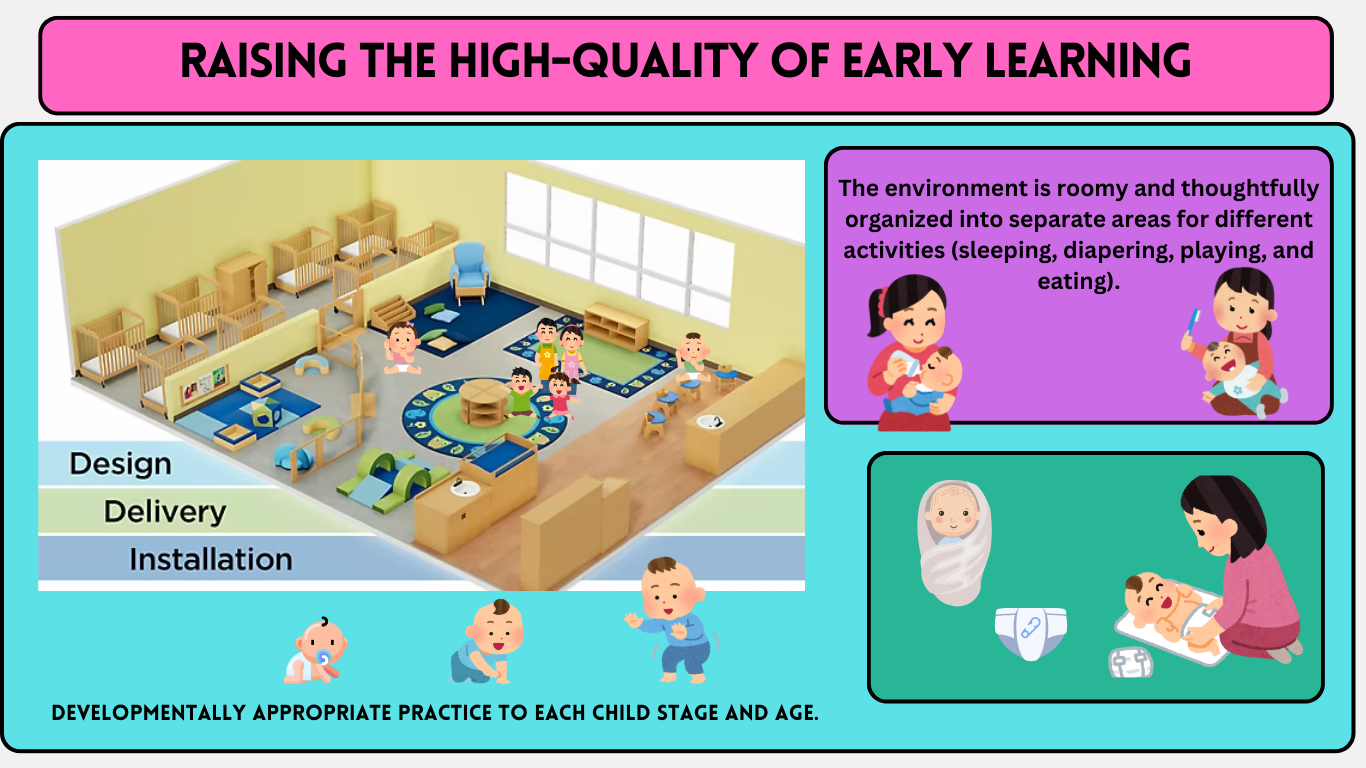 RAISING THE HIGH-QUALITY OF EARLY LEARNING
The environment is roomy and thoughtfully
organized into separate areas for different
activities (sleeping, diapering, playing, and
eating).
Design
Delivery
Installation
DEVELOPMENTALLY APPROPRIATE PRACTICE TO EACH CHILD STAGE AND AGE.